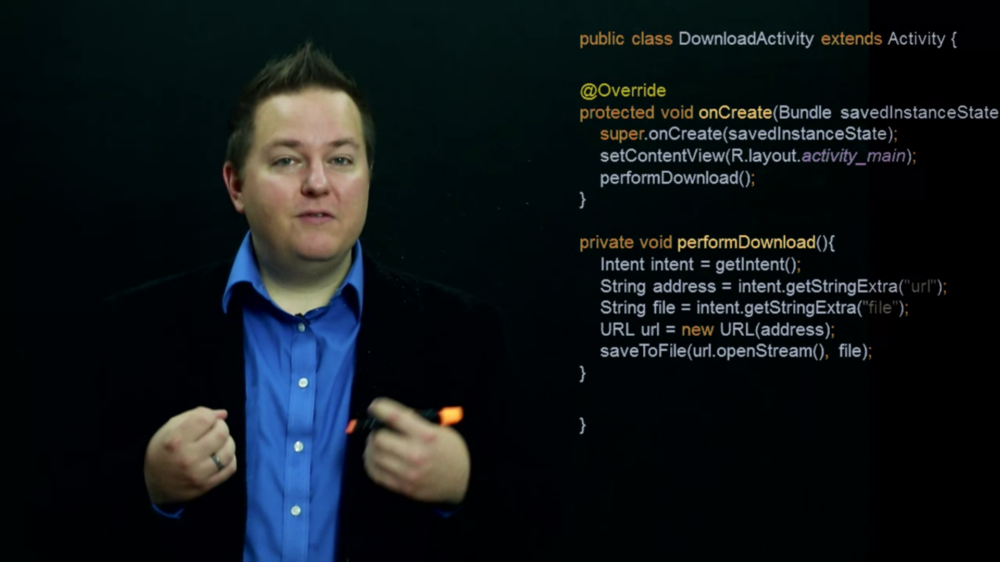 public class DownloadActivity extends Activity {
@Override
protected void onCreate(Bundle savedInstanceState
super.onCreate(savedInstanceState);
setContentView(R.layout.activity_main);
performDownload();
}
private void performDownload(){
Intent intent = getIntent();
String address = intent.getStringExtra("url");
String file = intent.getStringExtra("file");
URL url = new URL(address);
saveToFile(url.openStream(), file);
}
}